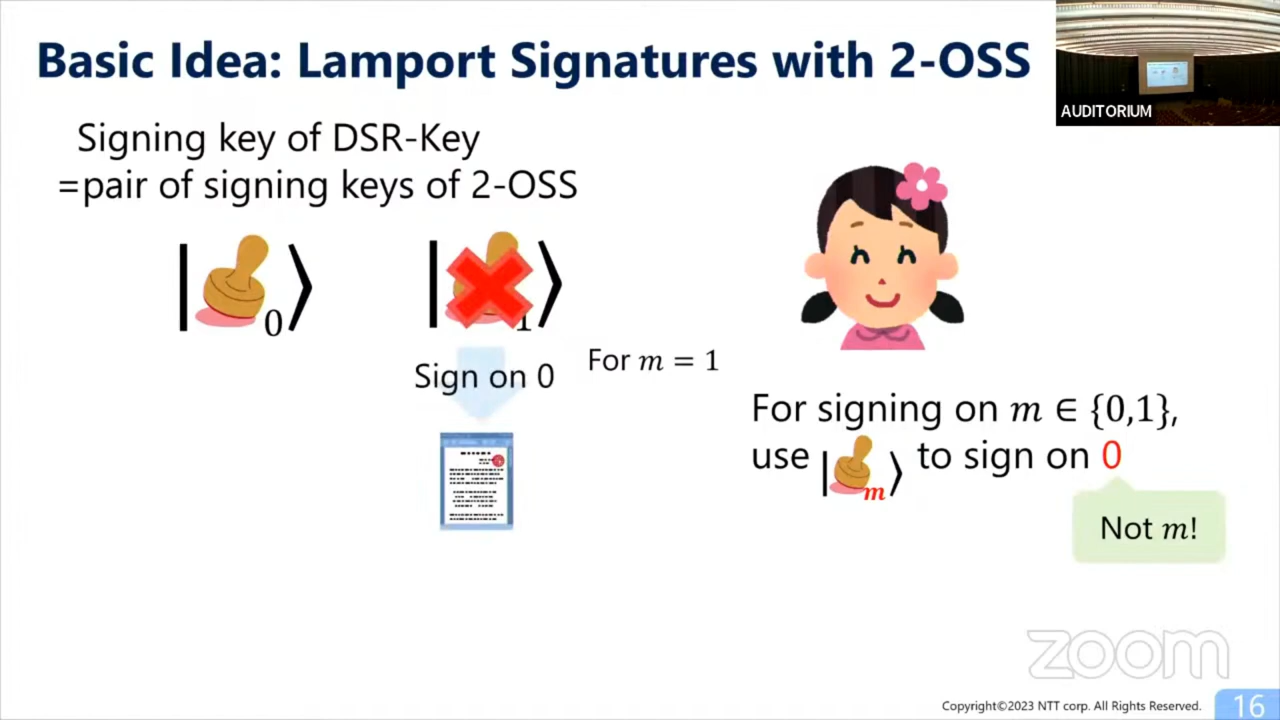 Basic Idea: Lamport Signatures with 2-OSS
AUDITORIUM
Signing key of DSR-Key
=pair of signing keys of 2-OSS
0
1
Sign on 0
For m = 1
For signing on m ∈ {0,1},
use | m⟩ to sign on 0
Not m!
zoom
Copyright©2023 NTT corp. All Rights Reserved.
16